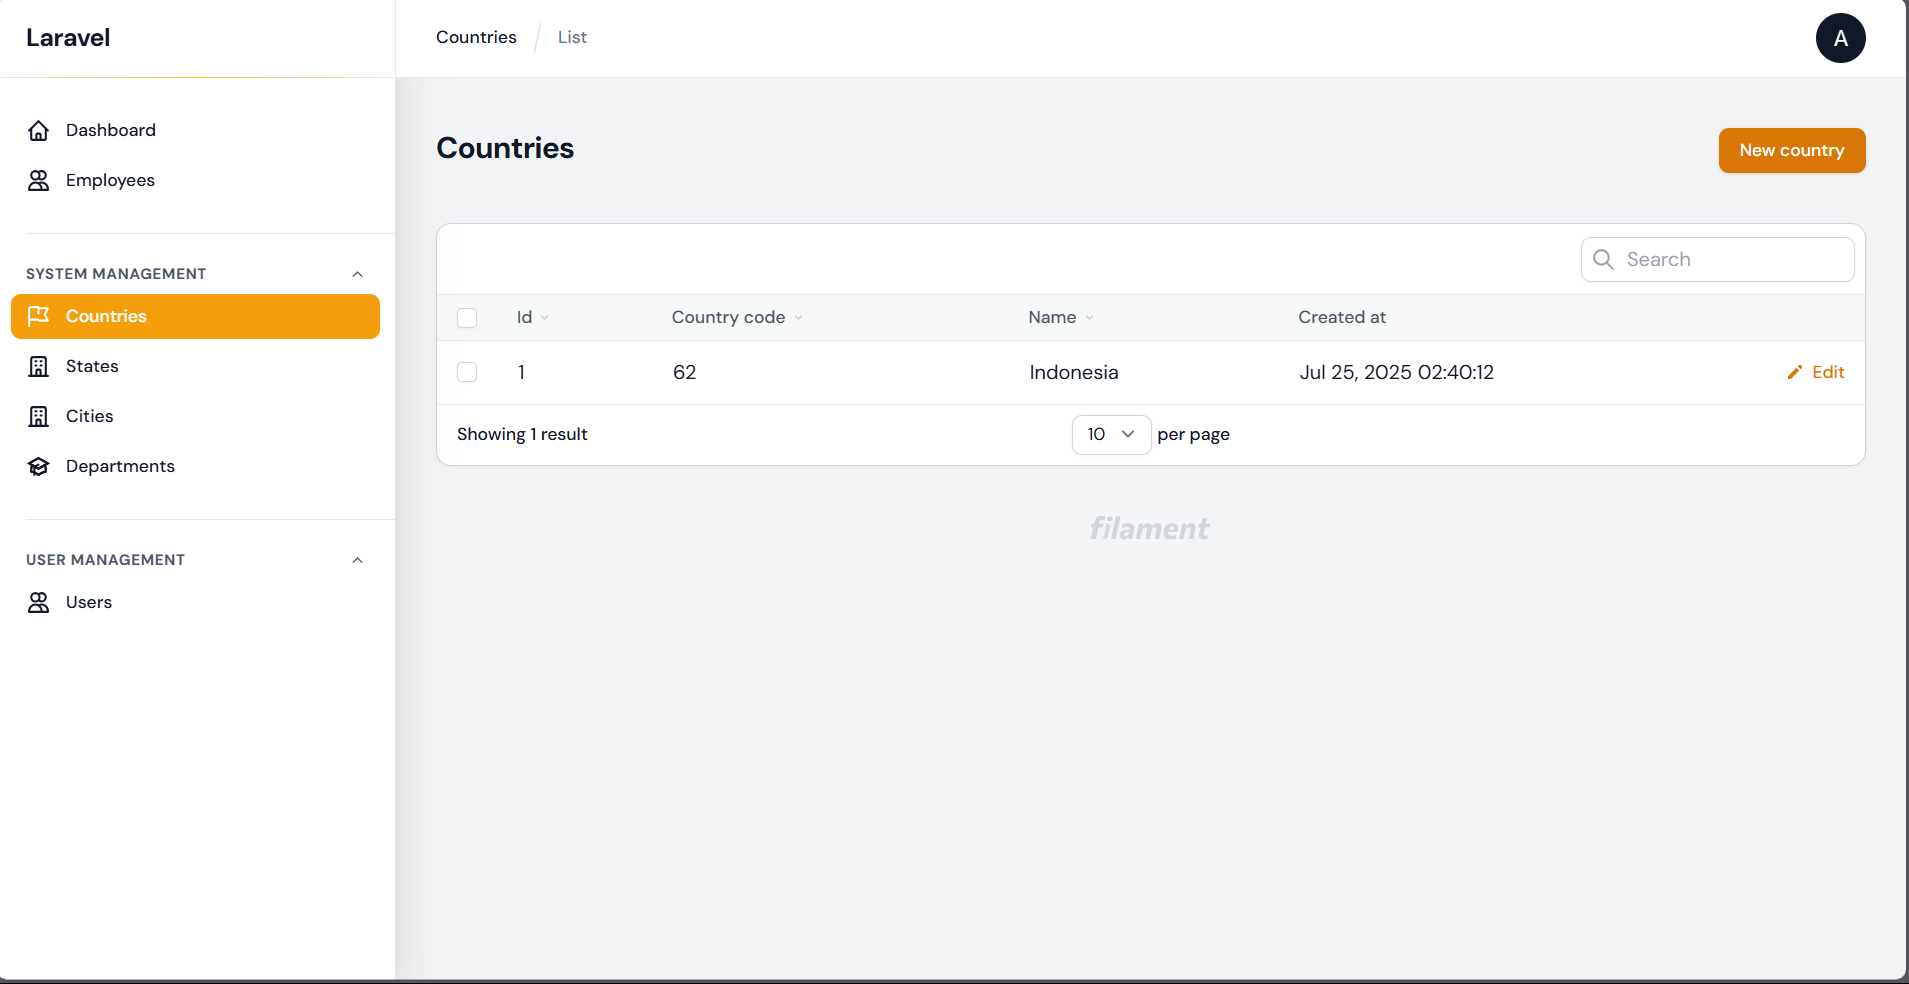 Laravel
Countries / List
A
Dashboard
Employees
SYSTEM MANAGEMENT
Countries
States
Cities
Departments
USER MANAGEMENT
Users
Countries
New country
Search
Id Country code Name Created at
1 62 Indonesia Jul 25, 2025 02:40:12 Edit
Showing 1 result 10 per page
filament